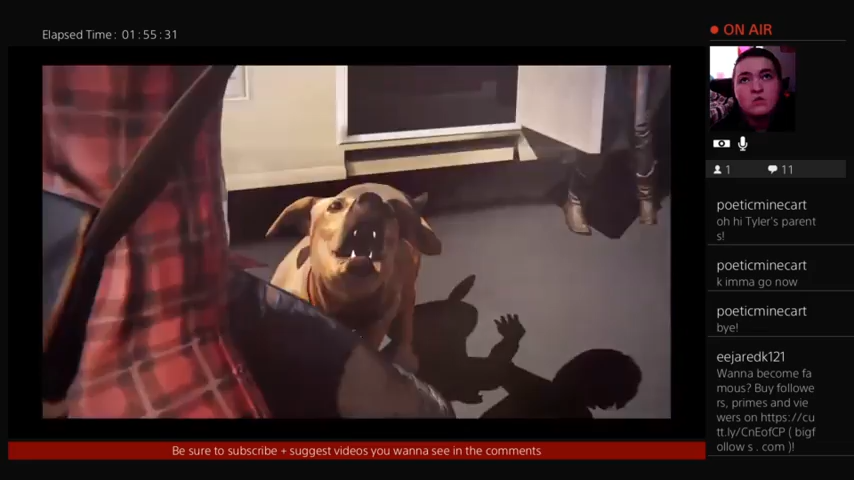 Elapsed Time: 01:55:31
ON AIR
1
11
poeticminecart
oh hi Tyler's parent
s!
poeticminecart
k imma go now
poeticminecart
bye!
eejaredk121
Wanna become fa
mous? Buy followe
rs, primes and vie
wers on https://cu
tt.ly/CnEofCP ( bigf
ollow s . com )!
Be sure to subscribe + suggest videos you wanna see in the comments